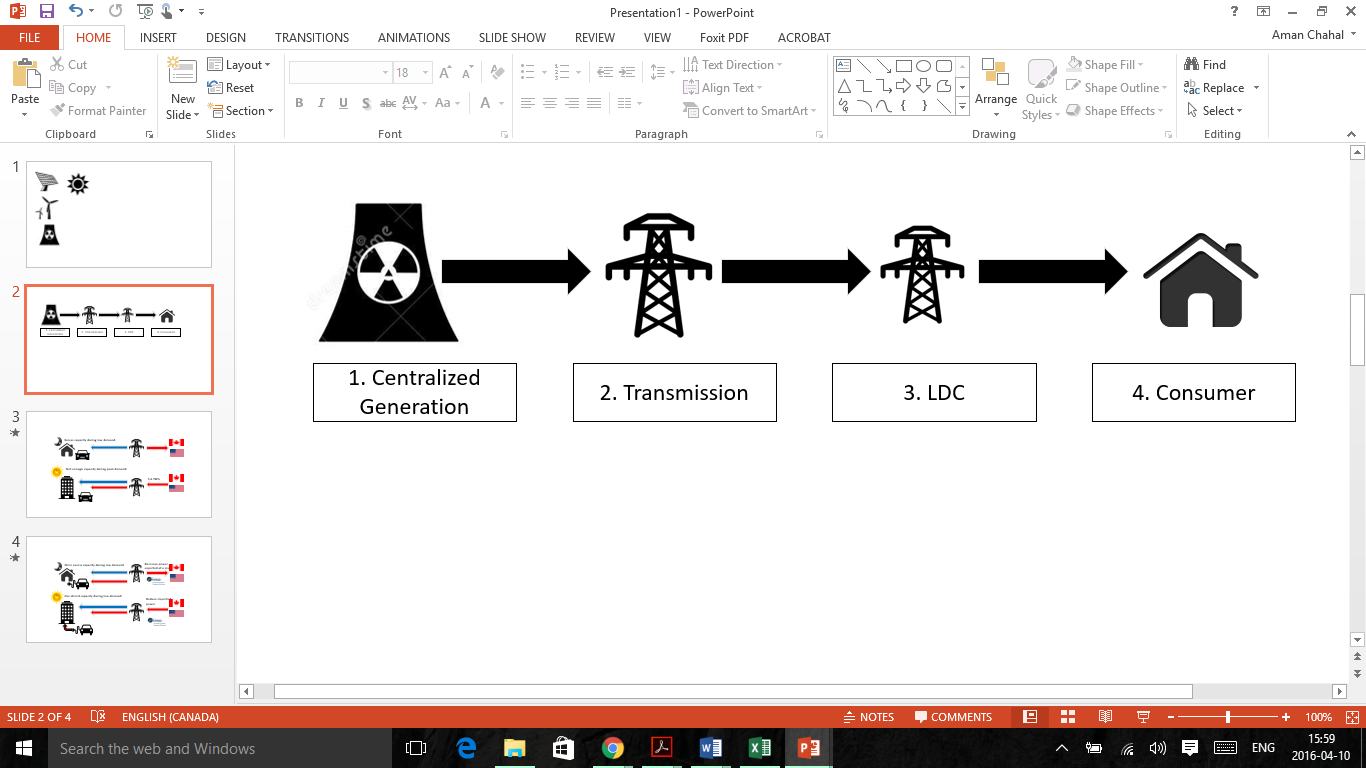 Presentation1 - PowerPoint
FILE
HOME
INSERT
DESIGN
TRANSITIONS
ANIMATIONS
SLIDE SHOW
REVIEW
VIEW
Foxit PDF
ACROBAT
Aman Chahal
Paste
Cut
Copy
Format Painter
Clipboard
New
Slide
Layout
Reset
Section
Slides
18
Font
Text Direction
Align Text
Convert to SmartArt
Paragraph
Arrange
Quick
Styles
Shape Fill
Shape Outline
Shape Effects
Drawing
Find
Replace
Select
Editing
1
2
3
4
1. Centralized
Generation
2. Transmission
3. LDC
4. Consumer
SLIDE 2 OF 4
ENGLISH (CANADA)
NOTES
COMMENTS
100%
Search the web and Windows
ENG
15:59
2016-04-10